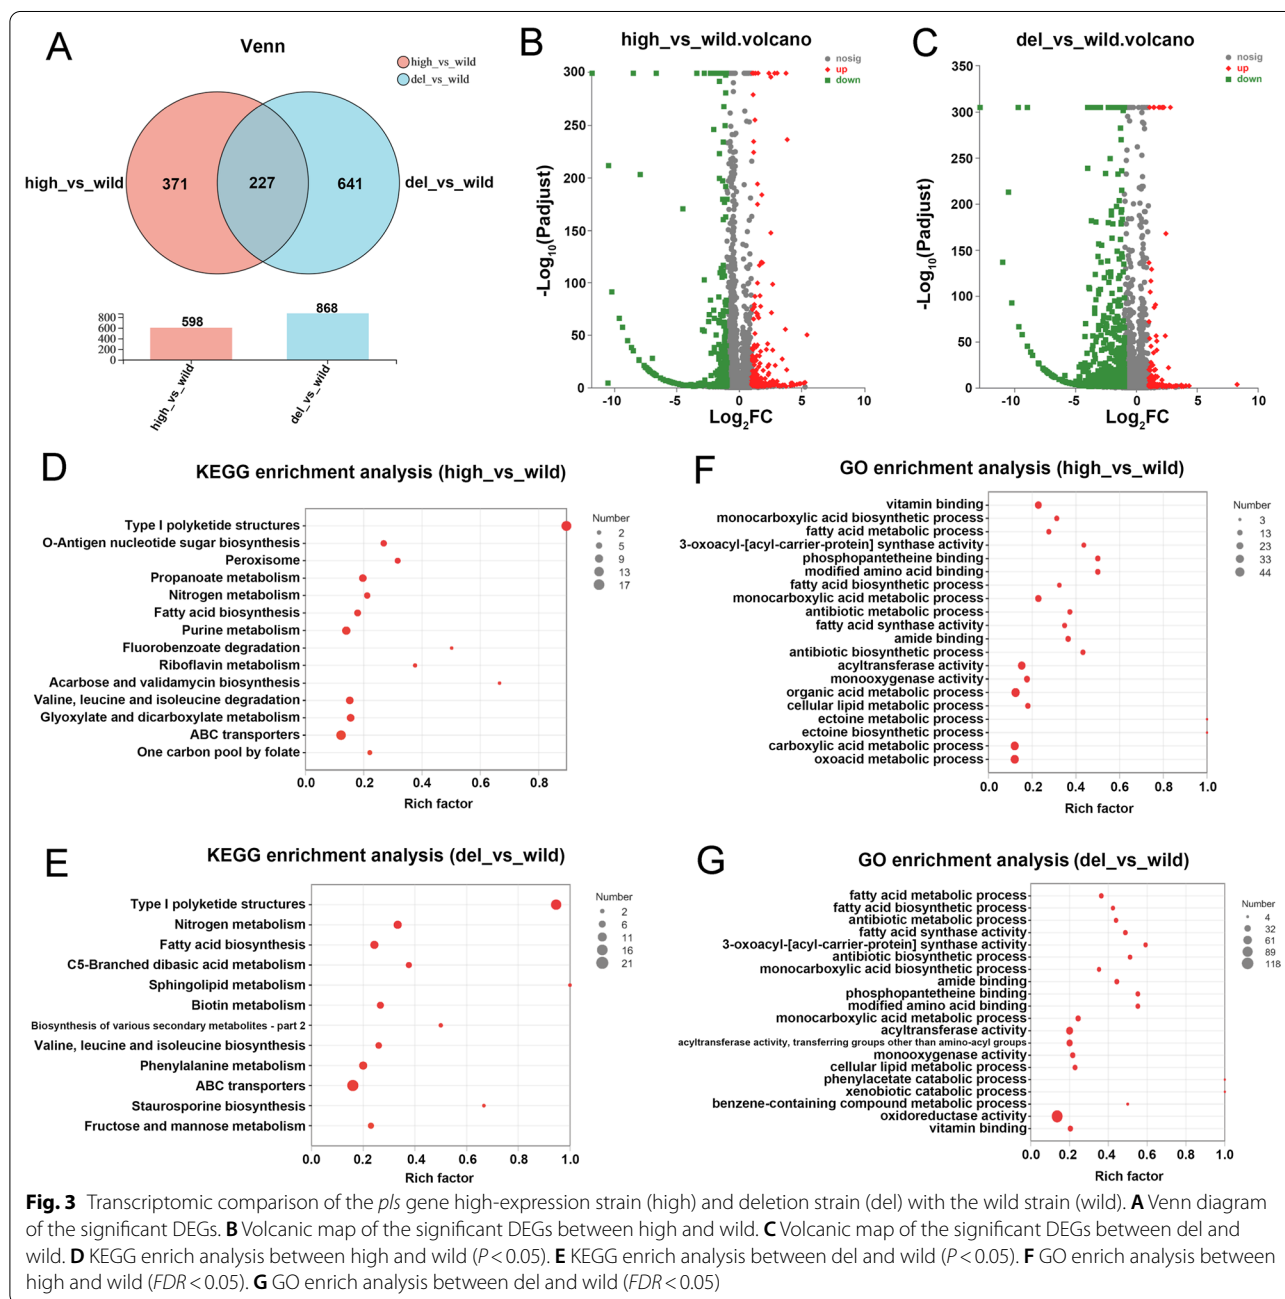 A
Venn
high_vs_wild
del_vs_wild
high_vs_wild
371
227
641
del_vs_wild
800
600
400
200
0
598
868
high_vs_wild
del_vs_wild
B
high_vs_wild.volcano
nosig
up
down
-Log10(Padjust)
300
250
200
150
100
50
0
-10
-5
0
5
10
Log2FC
C
del_vs_wild.volcano
nosig
up
down
-Log10(Padjust)
350
300
250
200
150
100
50
0
-10
-5
0
5
10
Log2FC
D
KEGG enrichment analysis (high_vs_wild)
Type I polyketide structures
O-Antigen nucleotide sugar biosynthesis
Peroxisome
Propanoate metabolism
Nitrogen metabolism
Fatty acid biosynthesis
Purine metabolism
Fluorobenzoate degradation
Riboflavin metabolism
Acarbose and validamycin biosynthesis
Valine, leucine and isoleucine degradation
Glyoxylate and dicarboxylate metabolism
ABC transporters
One carbon pool by folate
0.0
0.2
0.4
0.6
0.8
Rich factor
Number
2
5
9
13
17
F
GO enrichment analysis (high_vs_wild)
vitamin binding
monocarboxylic acid biosynthetic process
fatty acid metabolic process
3-oxoacyl-[acyl-carrier-protein] synthase activity
phosphopantetheine binding
modified amino acid binding
fatty acid biosynthetic process
monocarboxylic acid metabolic process
antibiotic metabolic process
fatty acid synthase activity
amide binding
antibiotic biosynthetic process
acyltransferase activity
monooxygenase activity
organic acid metabolic process
cellular lipid metabolic process
ectoine metabolic process
ectoine biosynthetic process
carboxylic acid metabolic process
oxoacid metabolic process
0.0
0.2
0.4
0.6
0.8
1.0
Rich factor
Number
3
13
23
33
44
E
KEGG enrichment analysis (del_vs_wild)
Type I polyketide structures
Nitrogen metabolism
Fatty acid biosynthesis
C5-Branched dibasic acid metabolism
Sphingolipid metabolism
Biotin metabolism
Biosynthesis of various secondary metabolites - part 2
Valine, leucine and isoleucine biosynthesis
Phenylalanine metabolism
ABC transporters
Staurosporine biosynthesis
Fructose and mannose metabolism
0.0
0.2
0.4
0.6
0.8
1.0
Rich factor
Number
2
6
11
16
21
G
GO enrichment analysis (del_vs_wild)
fatty acid metabolic process
fatty acid biosynthetic process
antibiotic metabolic process
fatty acid synthase activity
3-oxoacyl-[acyl-carrier-protein] synthase activity
antibiotic biosynthetic process
monocarboxylic acid biosynthetic process
amide binding
phosphopantetheine binding
modified amino acid binding
monocarboxylic acid metabolic process
acyltransferase activity
acyltransferase activity, transferring groups other than amino-acyl groups
monooxygenase activity
cellular lipid metabolic process
phenylacetate catabolic process
xenobiotic catabolic process
benzene-containing compound metabolic process
oxidoreductase activity
vitamin binding
0.0
0.2
0.4
0.6
0.8
1.0
Rich factor
Number
4
32
61
89
118
Fig. 3 Transcriptomic comparison of the pls gene high-expression strain (high) and deletion strain (del) with the wild strain (wild). A Venn diagram
of the significant DEGs. B Volcanic map of the significant DEGs between high and wild. C Volcanic map of the significant DEGs between del and
wild. D KEGG enrich analysis between high and wild (P < 0.05). E KEGG enrich analysis between del and wild (P < 0.05). F GO enrich analysis between
high and wild (FDR < 0.05). G GO enrich analysis between del and wild (FDR < 0.05)